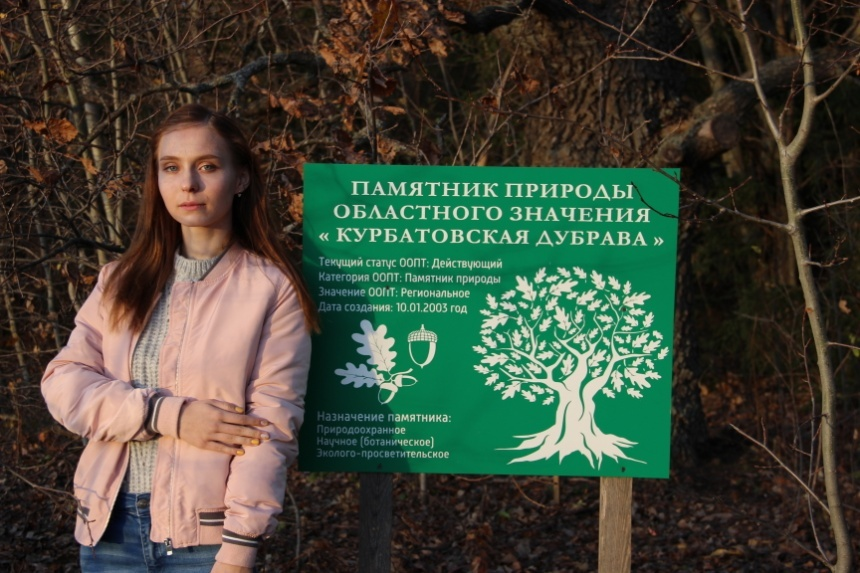 ПАМЯТНИК ПРИРОДЫ
ОБЛАСТНОГО ЗНАЧЕНИЯ
« КУРБАТОВСКАЯ ДУБРАВА »
Текущий статус ООПТ: Действующий
Категория ООПТ: Памятник природы
Значение ООПТ: Региональное
Дата создания: 10.01.2003 год
Назначение памятника:
Природоохранное
Научное (ботаническое)
Эколого-просветительское